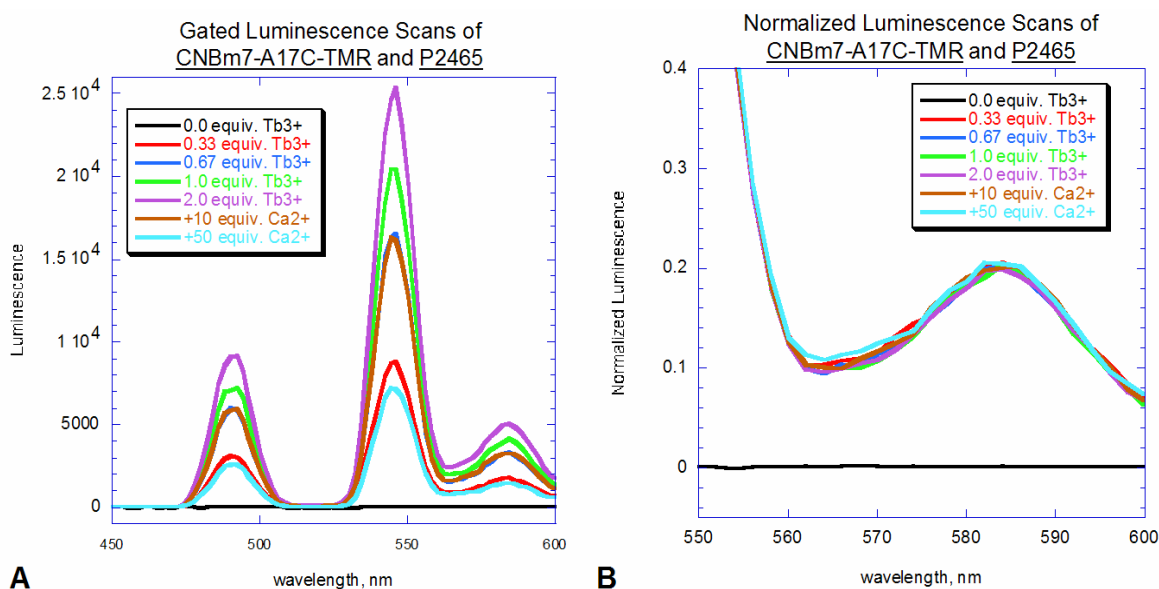 Gated Luminescence Scans of
CNBm7-A17C-TMR and P2465
2.5 10^4
2 10^4
1.5 10^4
1 10^4
5000
0
Luminescence
0.0 equiv. Tb3+
0.33 equiv. Tb3+
0.67 equiv. Tb3+
1.0 equiv. Tb3+
2.0 equiv. Tb3+
+10 equiv. Ca2+
+50 equiv. Ca2+
450 500 550 600
wavelength, nm
A
Normalized Luminescence Scans of
CNBm7-A17C-TMR and P2465
0.4
0.3
0.2
0.1
0
Normalized Luminescence
0.0 equiv. Tb3+
0.33 equiv. Tb3+
0.67 equiv. Tb3+
1.0 equiv. Tb3+
2.0 equiv. Tb3+
+10 equiv. Ca2+
+50 equiv. Ca2+
550 560 570 580 590 600
wavelength, nm
B